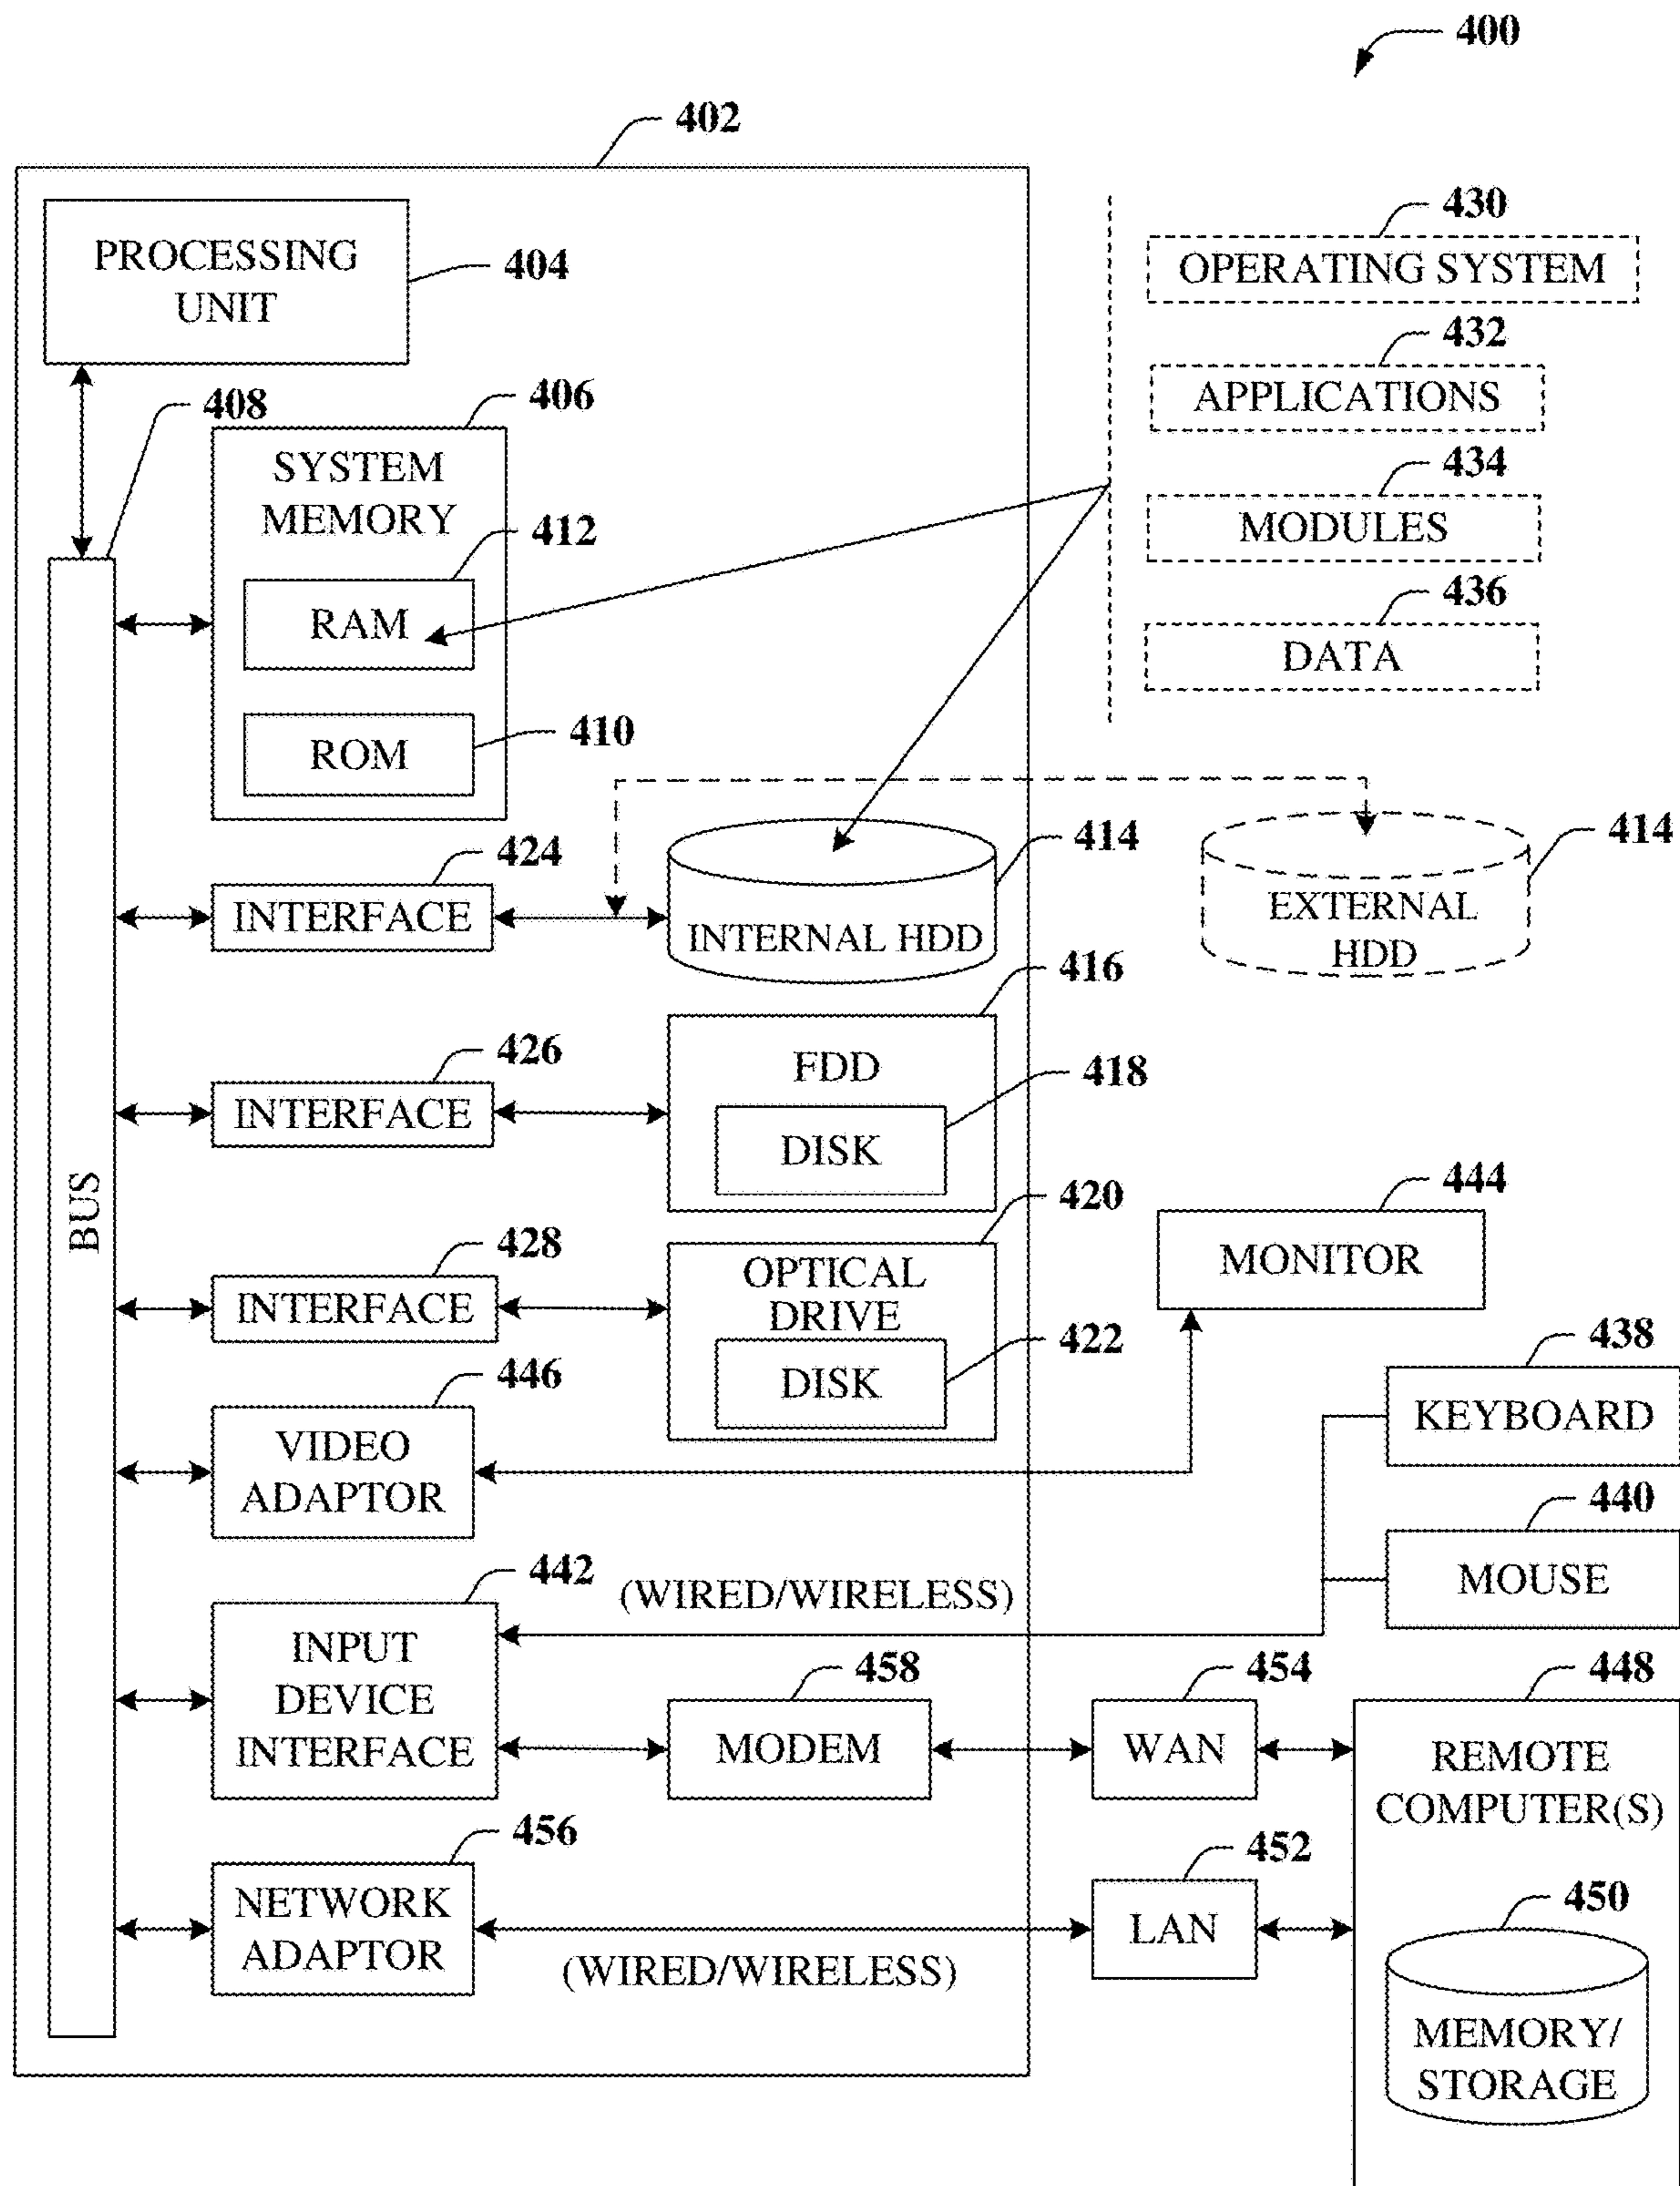 400
402
PROCESSING
UNIT
404
430
OPERATING SYSTEM
432
APPLICATIONS
434
MODULES
436
DATA
408
406
SYSTEM
MEMORY
412
RAM
410
ROM
BUS
424
INTERFACE
414
INTERNAL HDD
414
EXTERNAL
HDD
426
INTERFACE
416
FDD
418
DISK
428
INTERFACE
420
OPTICAL
DRIVE
422
DISK
444
MONITOR
446
VIDEO
ADAPTOR
438
KEYBOARD
440
MOUSE
442
(WIRED/WIRELESS)
INPUT
DEVICE
INTERFACE
458
MODEM
454
WAN
448
REMOTE
COMPUTER(S)
456
NETWORK
ADAPTOR
(WIRED/WIRELESS)
452
LAN
450
MEMORY/
STORAGE